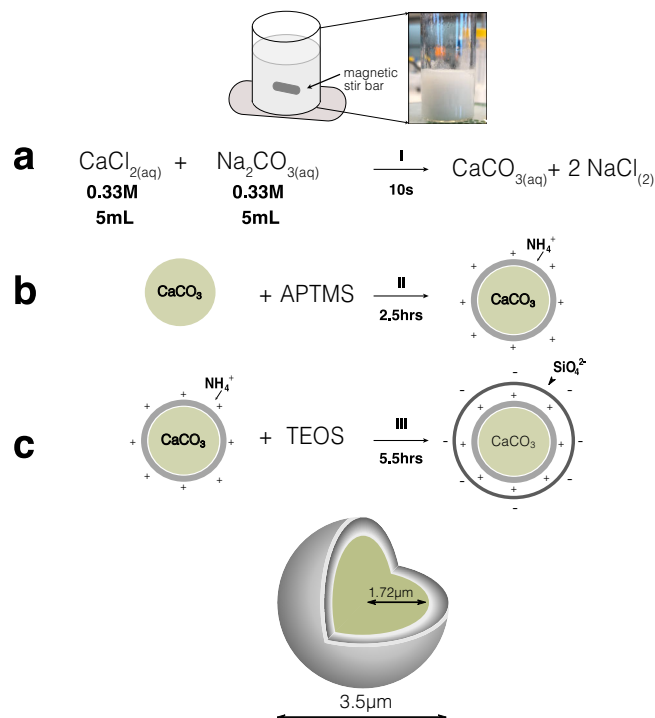 magnetic
stir bar
a
CaCl2(aq) + Na2CO3(aq) I CaCO3(aq) + 2 NaCl(2)
0.33M 0.33M 10s
5mL 5mL
b
CaCO3 + APTMS II 2.5hrs NH4+ CaCO3
+ + + + + + + +
c
NH4+ CaCO3 + TEOS III 5.5hrs SiO42- CaCO3
+ + + + + + + +
+ + + + + + + +
- - - - - - - -
1.72μm
3.5μm